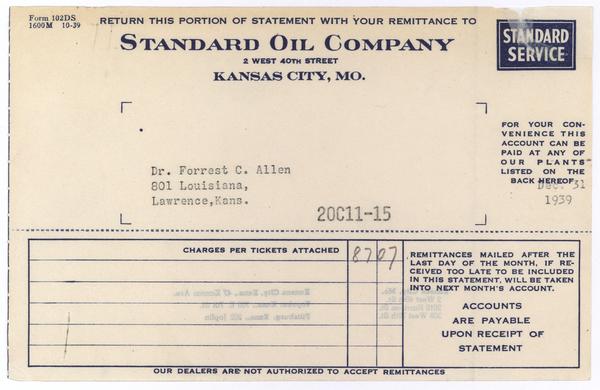 Form 102DS
1600M 10-39
RETURN THIS PORTION OF STATEMENT WITH YOUR REMITTANCE TO
STANDARD OIL COMPANY
2 WEST 40TH STREET
KANSAS CITY, MO.
STANDARD
SERVICE
FOR YOUR CON-
VENIENCE THIS
ACCOUNT CAN BE
PAID AT ANY OF
OUR PLANTS
LISTED ON THE
BACK HEREOF
Dec. 31
1939
Dr. Forrest C. Allen
801 Louisiana,
Lawrence,Kans.
20C11-15
CHARGES PER TICKETS ATTACHED
8707
REMITTANCES MAILED AFTER THE
LAST DAY OF THE MONTH, IF RE-
CEIVED TOO LATE TO BE INCLUDED
IN THIS STATEMENT, WILL BE TAKEN
INTO NEXT MONTH'S ACCOUNT.
ACCOUNTS
ARE PAYABLE
UPON RECEIPT OF
STATEMENT
OUR DEALERS ARE NOT AUTHORIZED TO ACCEPT REMITTANCES